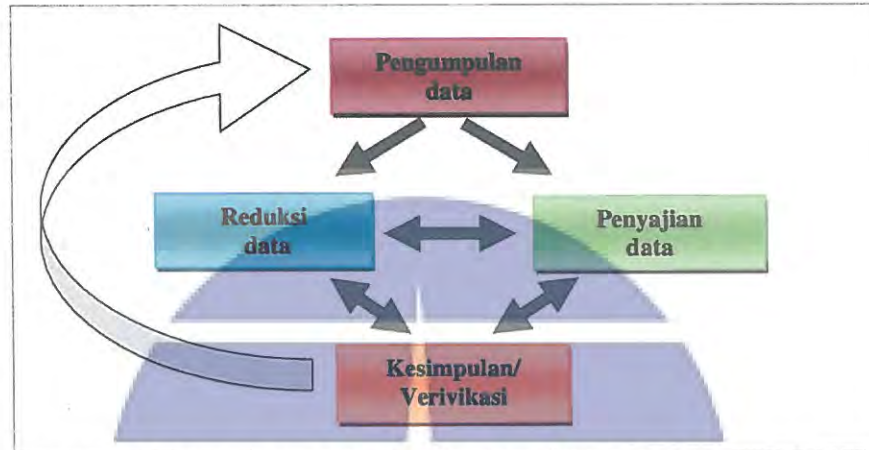 Pengumpulan
data
Reduksi
data
Penyajian
data
Kesimpulan/
Verivikasi